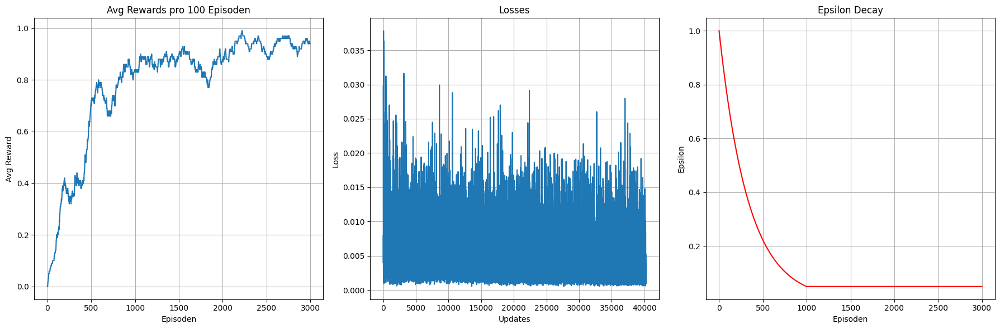 Avg Rewards pro 100 Episoden
Avg Reward
1.0
0.8
0.6
0.4
0.2
0.0
0 500 1000 1500 2000 2500 3000
Episoden
Losses
Loss
0.035
0.030
0.025
0.020
0.015
0.010
0.005
0.000
0 5000 10000 15000 20000 25000 30000 35000 40000
Updates
Epsilon Decay
Epsilon
1.0
0.8
0.6
0.4
0.2
0 500 1000 1500 2000 2500 3000
Episoden